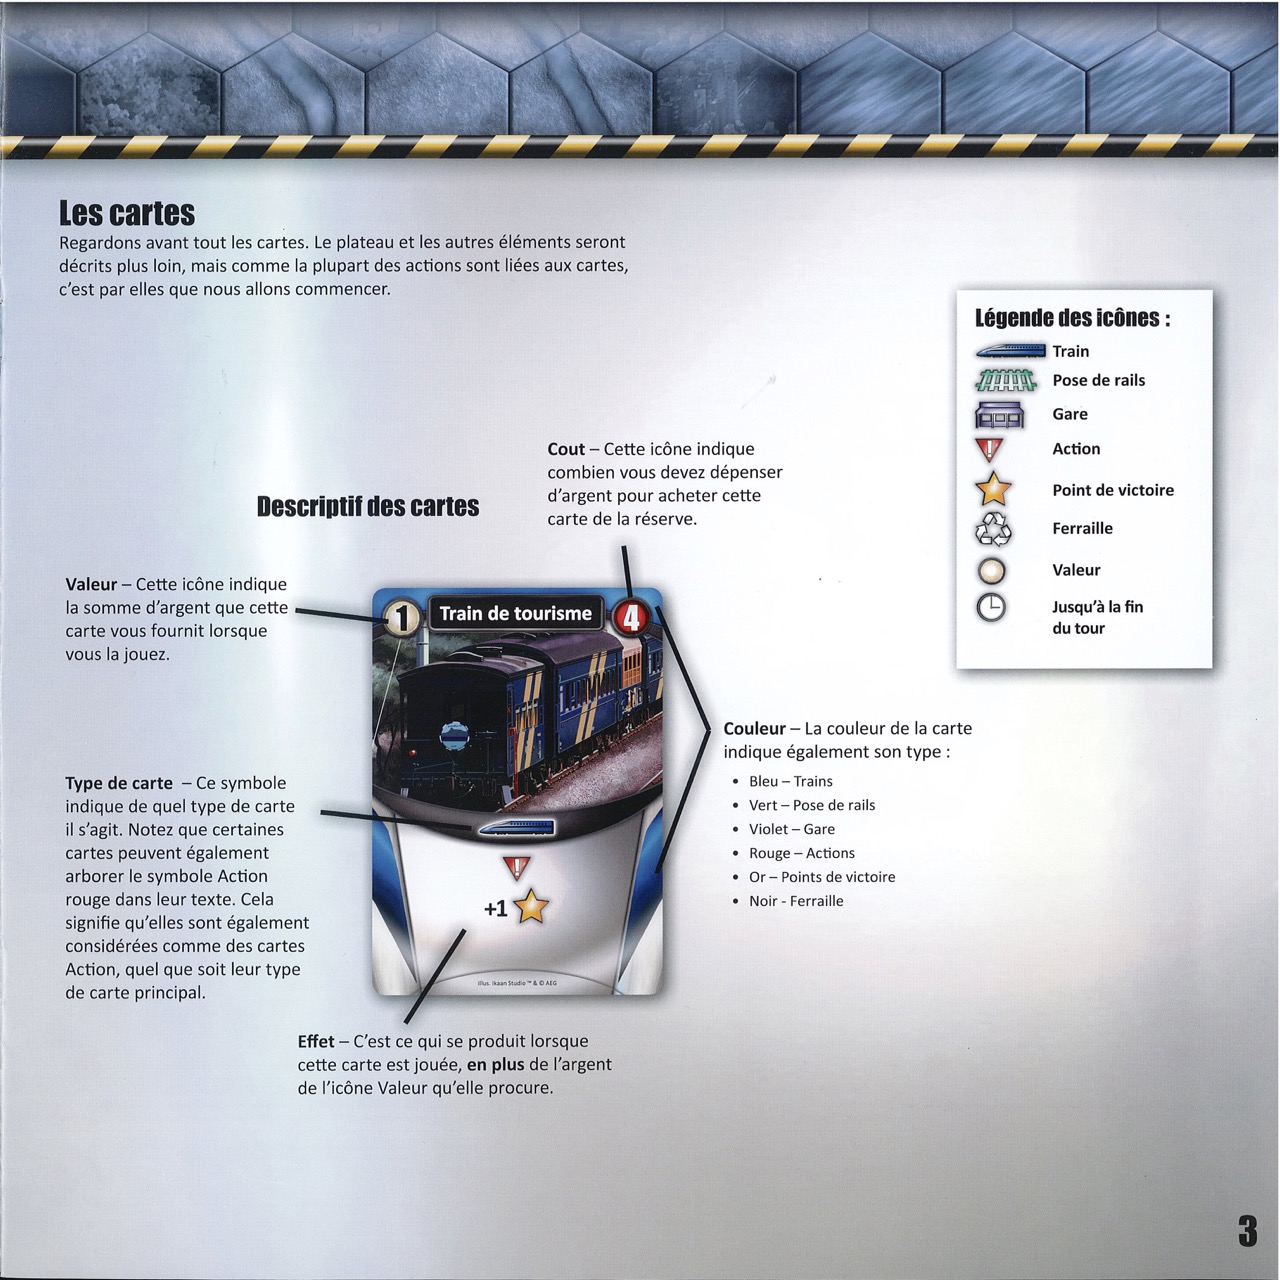 Les cartes
Regardons avant tout les cartes. Le plateau et les autres éléments seront
décrits plus loin, mais comme la plupart des actions sont liées aux cartes,
c’est par elles que nous allons commencer.
Légende des icônes :
Train
Pose de rails
Gare
Action
Point de victoire
Ferraille
Valeur
Jusqu’à la fin
du tour
Descriptif des cartes
Cout – Cette icône indique
combien vous devez dépenser
d’argent pour acheter cette
carte de la réserve.
Valeur – Cette icône indique
la somme d’argent que cette
carte vous fournit lorsque
vous la jouez.
1 Train de tourisme 4
+1
Illus. Ikaan Studio ™ & © AEG
Couleur – La couleur de la carte
indique également son type :
• Bleu – Trains
• Vert – Pose de rails
• Violet – Gare
• Rouge – Actions
• Or – Points de victoire
• Noir - Ferraille
Type de carte – Ce symbole
indique de quel type de carte
il s’agit. Notez que certaines
cartes peuvent également
arborer le symbole Action
rouge dans leur texte. Cela
signifie qu’elles sont également
considérées comme des cartes
Action, quel que soit leur type
de carte principal.
Effet – C’est ce qui se produit lorsque
cette carte est jouée, en plus de l’argent
de l’icône Valeur qu’elle procure.
3